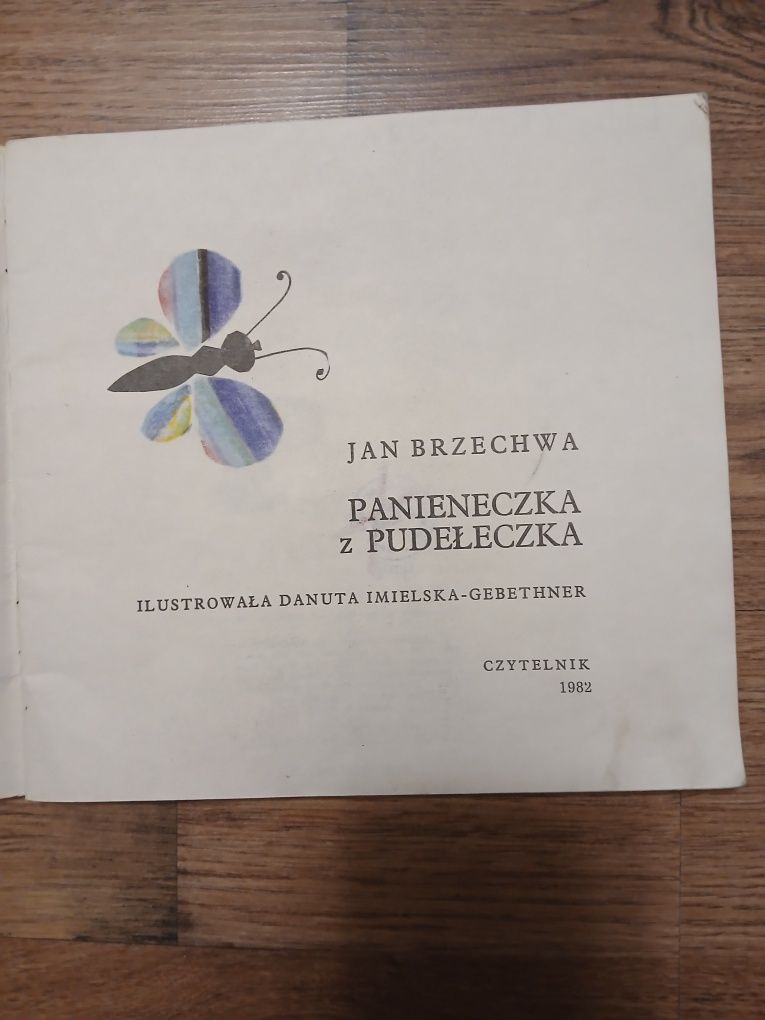 JAN BRZECHWA
PANIENECZKA
z PUDEŁECZKA
ILUSTROWAŁA DANUTA IMIELSKA-GEBETHNER
CZYTELNIK
1982